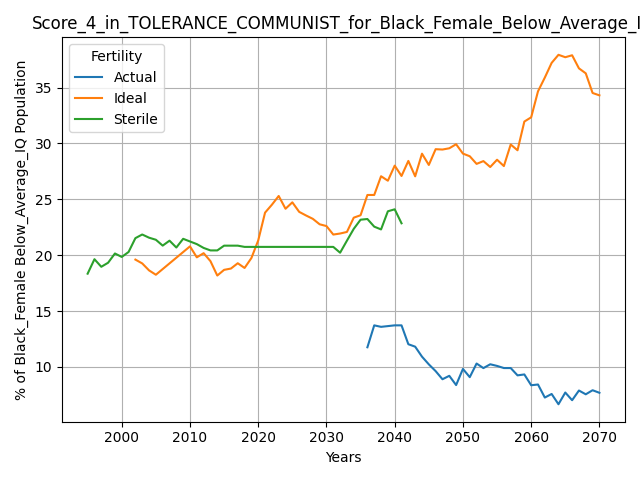 Score_4_in_TOLERANCE_COMMUNIST_for_Black_Female_Below_Average_I
Fertility
Actual
Ideal
Sterile
% of Black_Female Below_Average_IQ Population
35
30
25
20
15
10
2000 2010 2020 2030 2040 2050 2060 2070
Years